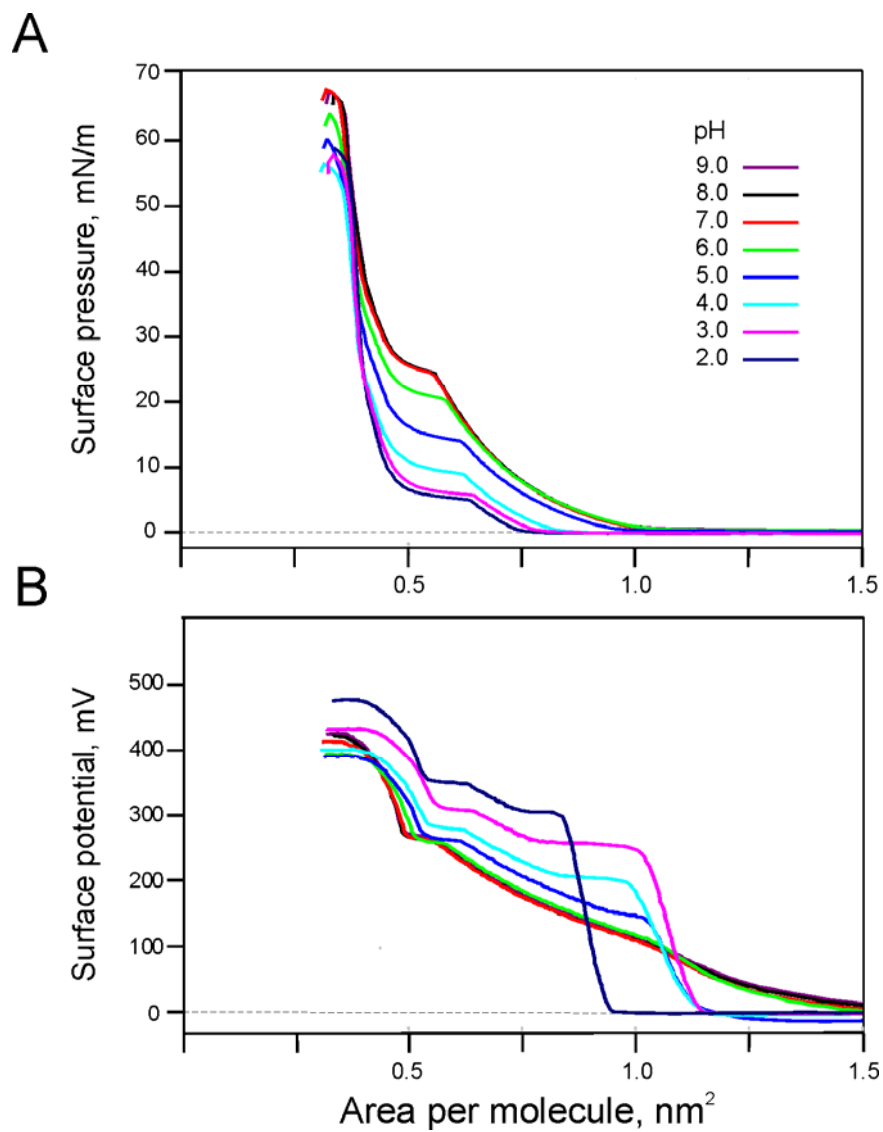 A
Surface pressure, mN/m
70
60
50
40
30
20
10
0
pH
9.0
8.0
7.0
6.0
5.0
4.0
3.0
2.0
0.5 1.0 1.5
B
Surface potential, mV
500
400
300
200
100
0
0.5 1.0 1.5
Area per molecule, nm²